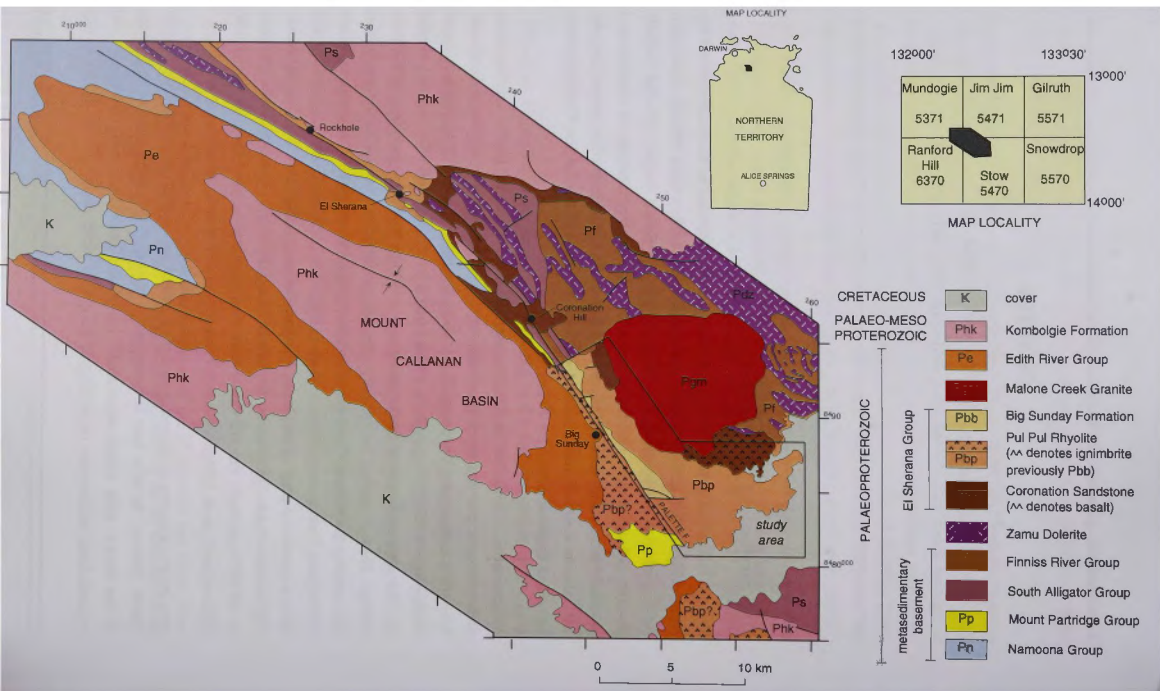 MAP LOCALITY
210000
220
230
240
250
260
DARWIN
NORTHERN
TERRITORY
ALICE SPRINGS
132000'
133030'
13000'
14000'
Mundogie
5371
Jim Jim
5471
Gilruth
5571
Ranford
Hill
6370
Stow
5470
Snowdrop
5570
MAP LOCALITY
Ps
Phk
Rockhole
Pe
El Sherana
Ps
Pf
K
Pn
Phk
Pdz
Coronation
Hill
MOUNT
CALLANAN
BASIN
Phk
Pgm
Pf
8490
Big
Sunday
Pbp
K
Pbp?
PALETTE F.
study
area
Pp
8480000
Pbp?
Ps
Phk
0 5 10 km
CRETACEOUS K cover
PALAEO-MESO
PROTEROZOIC
Phk Kombolgie Formation
Pe Edith River Group
Malone Creek Granite
Pbb Big Sunday Formation
Pul Pul Rhyolite
Pbp (^^ denotes ignimbrite
previously Pbb)
Coronation Sandstone
(^^ denotes basalt)
Zamu Dolerite
Finniss River Group
South Alligator Group
Pp Mount Partridge Group
Pn Namoona Group
PALAEOPROTEROZOIC
El Sherana Group
metasedimentary
basement